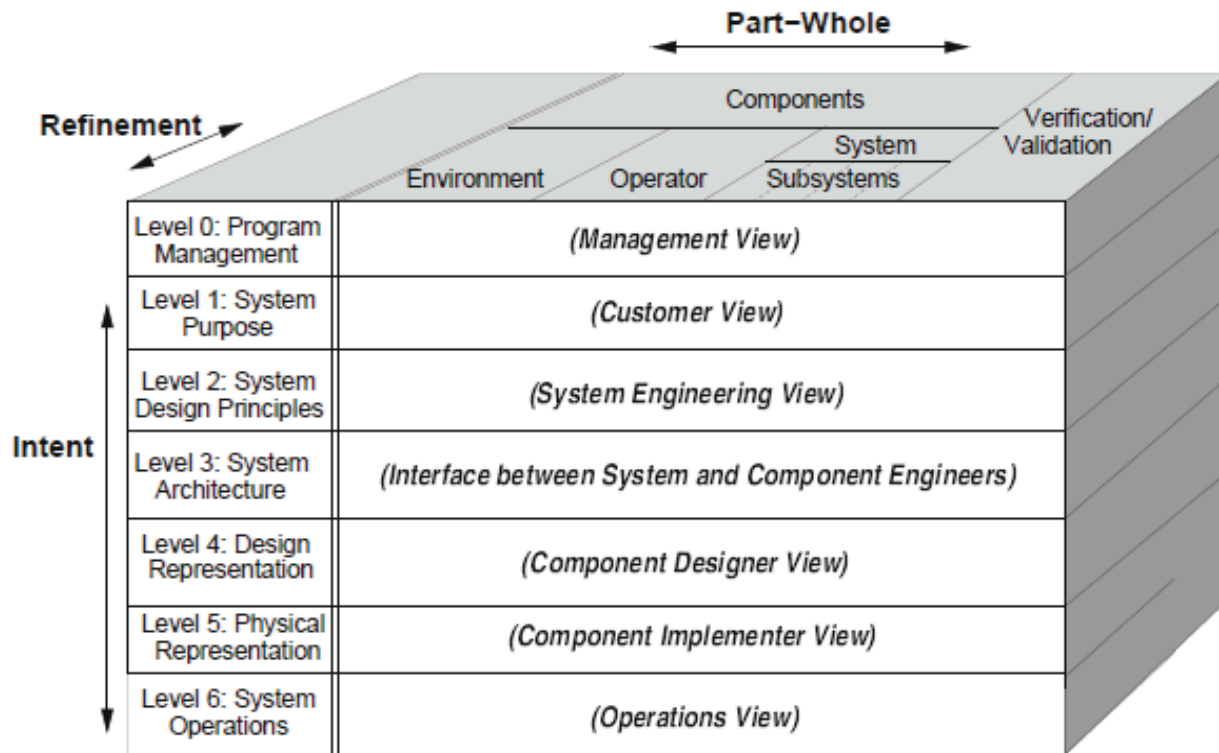 Part−Whole
Refinement
Components
Verification/
Validation
System
Environment
Operator
Subsystems
Level 0: Program
Management
(Management View)
Level 1: System
Purpose
(Customer View)
Level 2: System
Design Principles
(System Engineering View)
Intent
Level 3: System
Architecture
(Interface between System and Component Engineers)
Level 4: Design
Representation
(Component Designer View)
Level 5: Physical
Representation
(Component Implementer View)
Level 6: System
Operations
(Operations View)